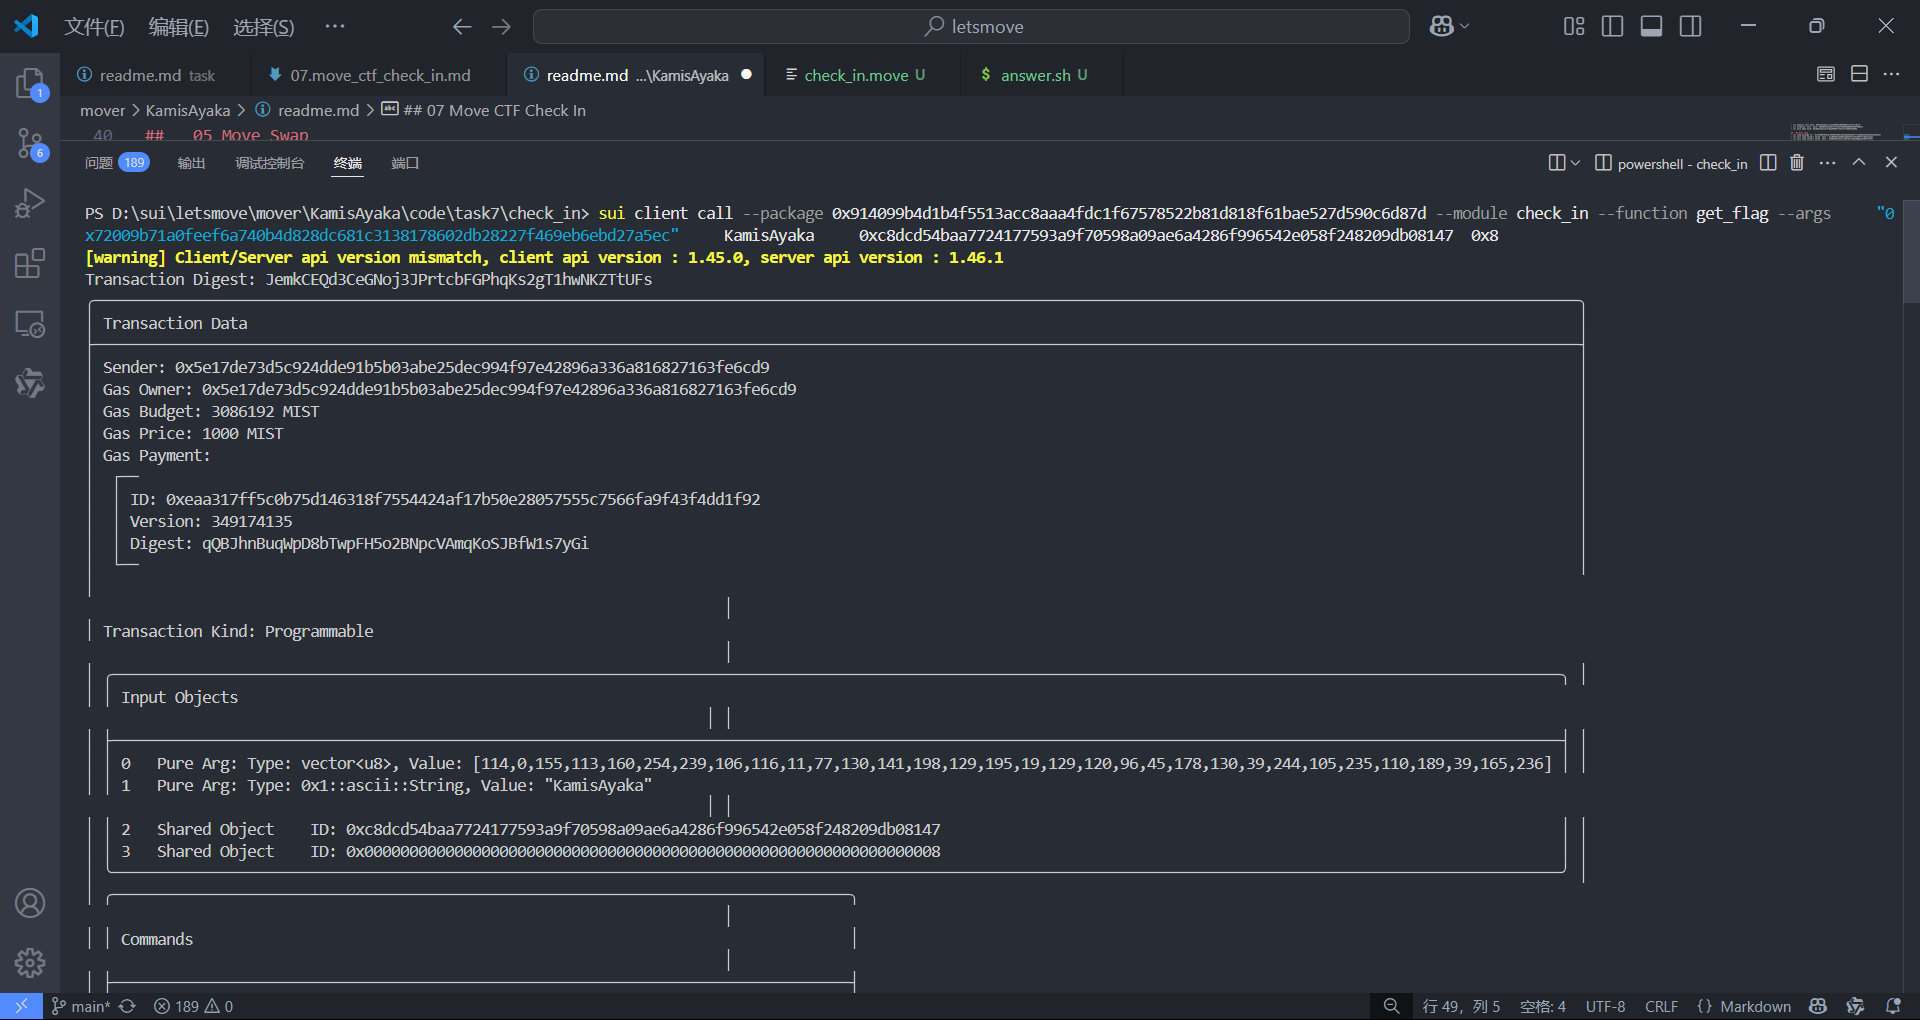 文件(F) 编辑(E) 选择(S) ··· letsmove
readme.md task 07.move_ctf_check_in.md readme.md ...\KamisAyaka check_in.move U $ answer.sh U ···
1
mover > KamisAyaka > readme.md > ## 07 Move CTF Check In
40 ## 05 Move Swap
6
问题 189 输出 调试控制台 终端 端口 powershell - check_in ···
PS D:\sui\letsmove\mover\KamisAyaka\code\task7\check_in> sui client call --package 0x914099b4d1b4f5513acc8aaa4fdc1f67578522b81d818f61bae527d590c6d87d --module check_in --function get_flag --args "0
x72009b71a0feef6a740b4d828dc681c3138178602db28227f469eb6ebd27a5ec" KamisAyaka 0xc8dcd54baa7724177593a9f70598a09ae6a4286f996542e058f248209db08147 0x8
[warning] Client/Server api version mismatch, client api version : 1.45.0, server api version : 1.46.1
Transaction Digest: JemkCEQd3CeGNoj3JPrtcbFGPhqKs2gT1hwNKZTtUFs
Transaction Data
Sender: 0x5e17de73d5c924dde91b5b03abe25dec994f97e42896a336a816827163fe6cd9
Gas Owner: 0x5e17de73d5c924dde91b5b03abe25dec994f97e42896a336a816827163fe6cd9
Gas Budget: 3086192 MIST
Gas Price: 1000 MIST
Gas Payment:
ID: 0xeaa317ff5c0b75d146318f7554424af17b50e28057555c7566fa9f43f4dd1f92
Version: 349174135
Digest: qQBJhnBuqWpD8bTwpFH5o2BNpcVAmqKoSJBfW1s7yGi
Transaction Kind: Programmable
Input Objects
0 Pure Arg: Type: vector<u8>, Value: [114,0,155,113,160,254,239,106,116,11,77,130,141,198,129,195,19,129,120,96,45,178,130,39,244,105,235,110,189,39,165,236]
1 Pure Arg: Type: 0x1::ascii::String, Value: "KamisAyaka"
2 Shared Object ID: 0xc8dcd54baa7724177593a9f70598a09ae6a4286f996542e058f248209db08147
3 Shared Object ID: 0x0000000000000000000000000000000000000000000000000000000000000008
Commands
main* 189 0 行 49，列 5 空格: 4 UTF-8 CRLF {} Markdown